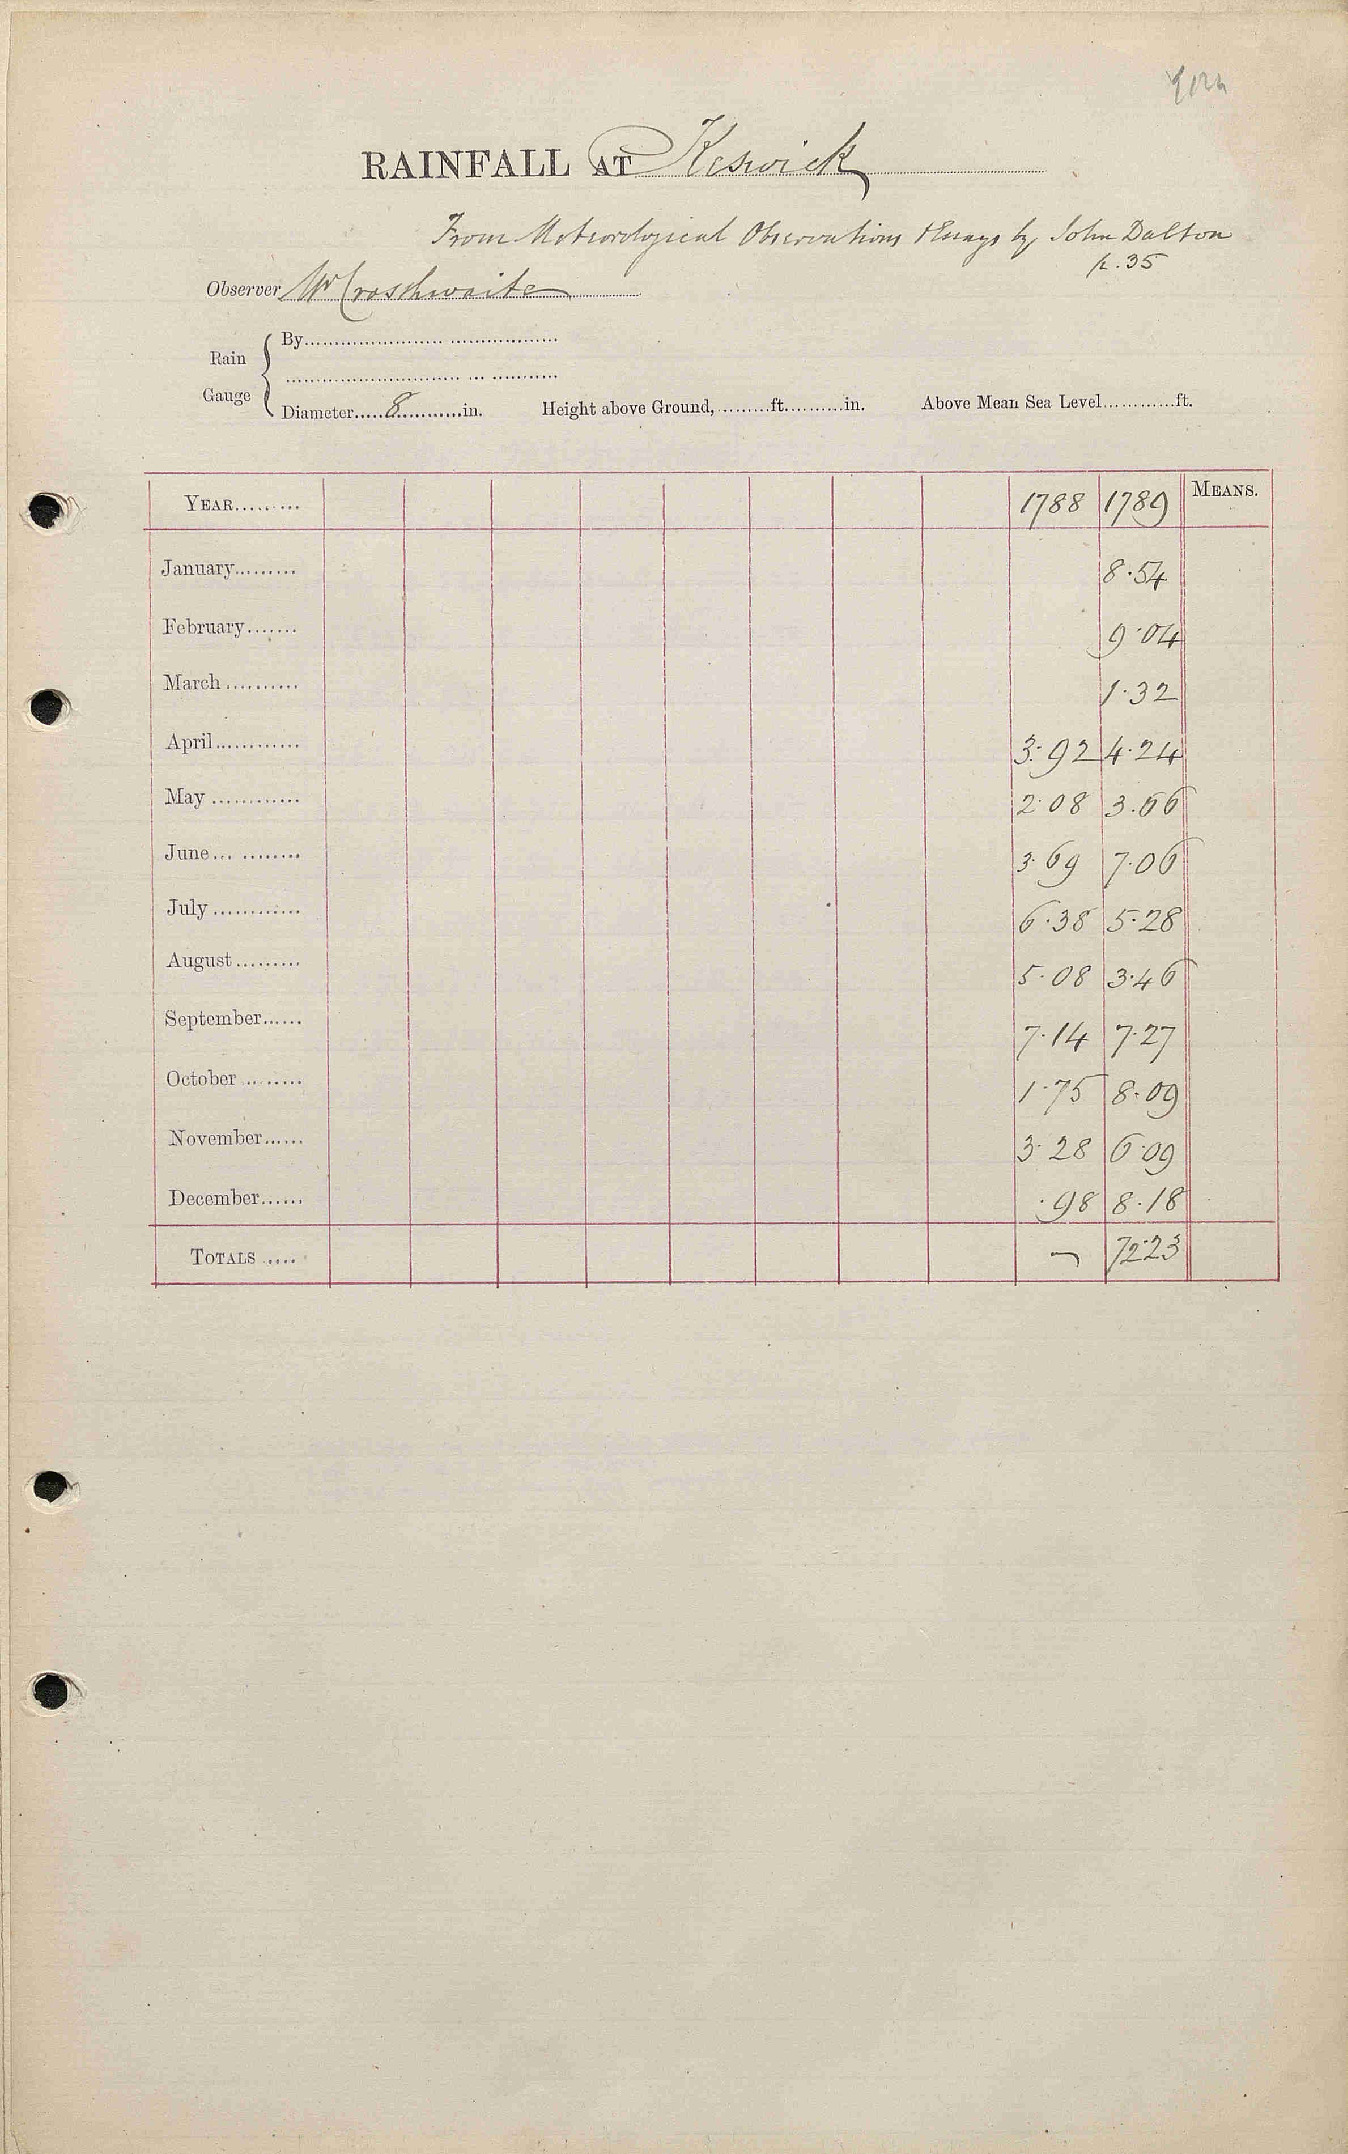 RAINFALL AT Keswick
From Meteorological Observations & Essays by John Dalton
p. 35
Observer Mr Crosthwaite
Rain Gauge
By
Diameter 8 in. Height above Ground, ft. in. Above Mean Sea Level ft.
YEAR 1788 1789 MEANS.
January 8.54
February 9.04
March 1.32
April 3.92 4.24
May 2.08 3.66
June 3.69 7.06
July 6.38 5.28
August 5.08 3.46
September 7.14 7.27
October 1.75 8.09
November 3.28 6.09
December .98 8.18
TOTALS — 72.23